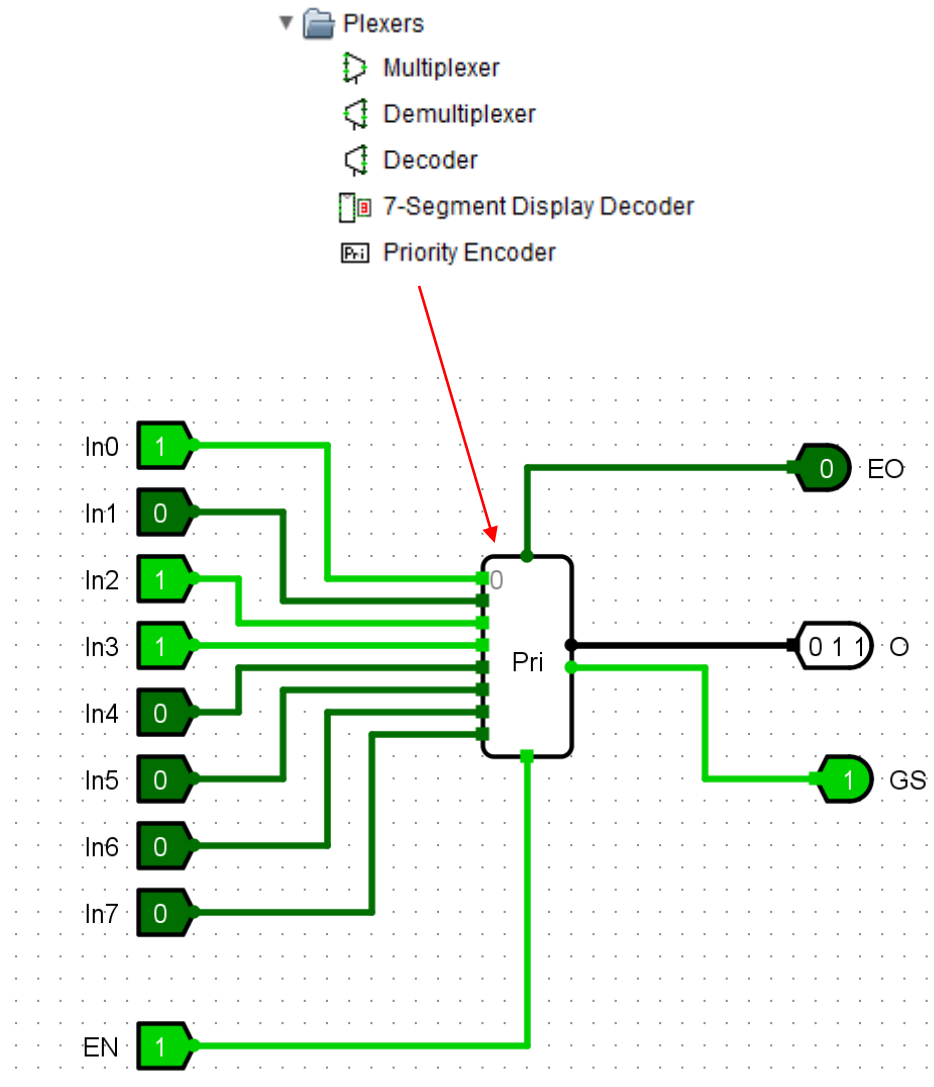 Plexers
Multiplexer
Demultiplexer
Decoder
7-Segment Display Decoder
Pri Priority Encoder
In0 1
0 EO
In1 0
In2 1
0
In3 1
0 1 1 O
Pri
In4 0
In5 0
1 GS
In6 0
In7 0
EN 1